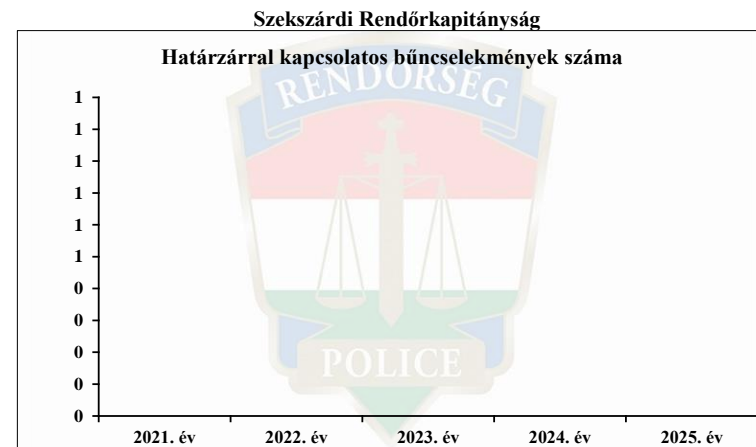 Szekszárdi Rendőrkapitányság
Határzárral kapcsolatos bűncselekmények száma
RENDŐRSÉG
1
1
1
1
1
1
0
0
0
0
0
POLICE
2021. év 2022. év 2023. év 2024. év 2025. év